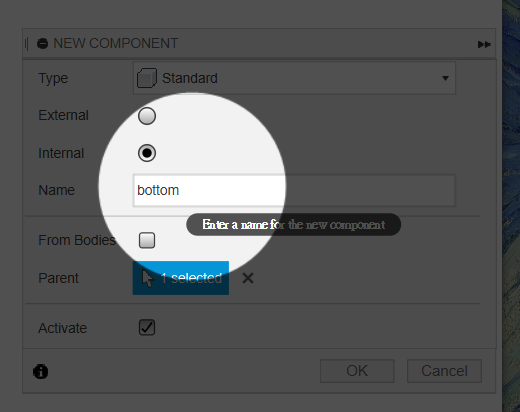 NEW COMPONENT
Type Standard
External
Internal
Name bottom
Enter a name for the new component
From Bodies
Parent 1 selected
Activate
OK Cancel